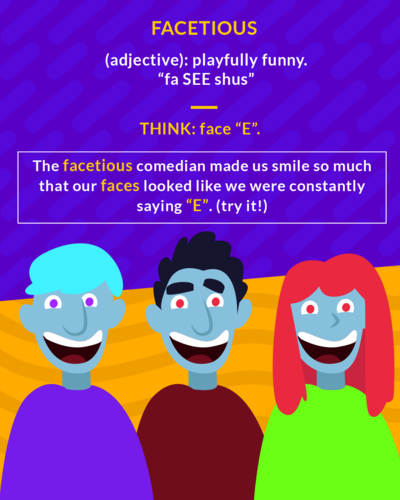 FACETIOUS
(adjective): playfully funny.
“fa SEE shus”
THINK: face “E”.
The facetious comedian made us smile so much
that our faces looked like we were constantly
saying “E”. (try it!)